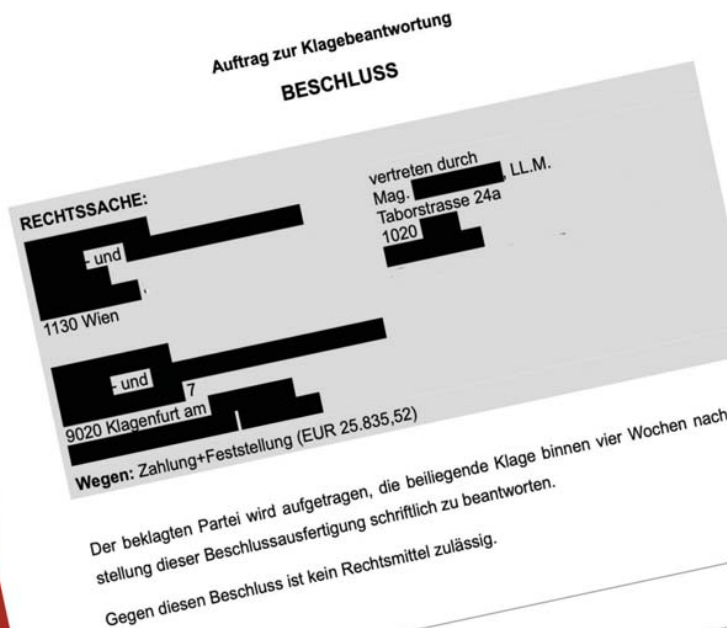 Auftrag zur Klagebeantwortung
BESCHLUSS
RECHTSSACHE:
- und
,
1130 Wien
vertreten durch
Mag. , LL.M.
Taborstrasse 24a
1020
- und
7
9020 Klagenfurt am
Wegen: Zahlung+Feststellung (EUR 25.835,52)
Der beklagten Partei wird aufgetragen, die beiliegende Klage binnen vier Wochen nach
stellung dieser Beschlussausfertigung schriftlich zu beantworten.
Gegen diesen Beschluss ist kein Rechtsmittel zulässig.